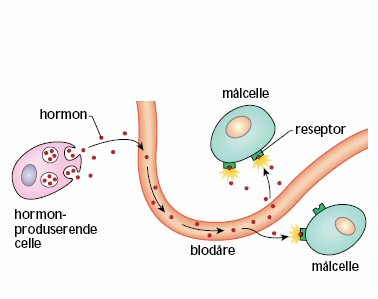 målcelle
hormon
reseptor
hormon-
produserende
celle
blodåre
målcelle